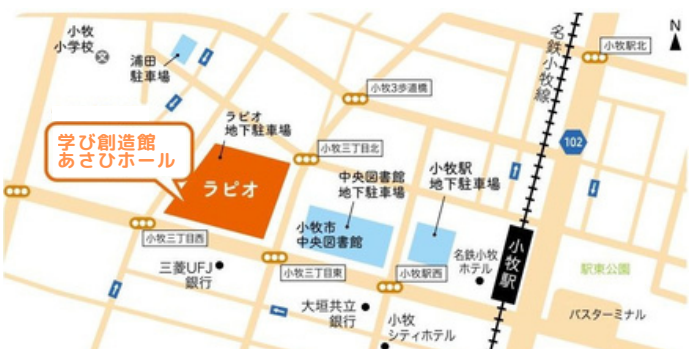 小牧
小学校
文
浦田
駐車場
名鉄小牧線
小牧駅北
N
小牧3歩道橋
ラピオ
地下駐車場
学び創造館
あさひホール
小牧三丁目北
102
ラピオ
中央図書館
地下駐車場
小牧駅
地下駐車場
小牧市
中央図書館
小牧三丁目西
三菱UFJ
銀行
小牧三丁目東
小牧駅西
名鉄小牧
ホテル
小牧駅
駅東公園
バスターミナル
大垣共立
銀行
小牧
シティホテル